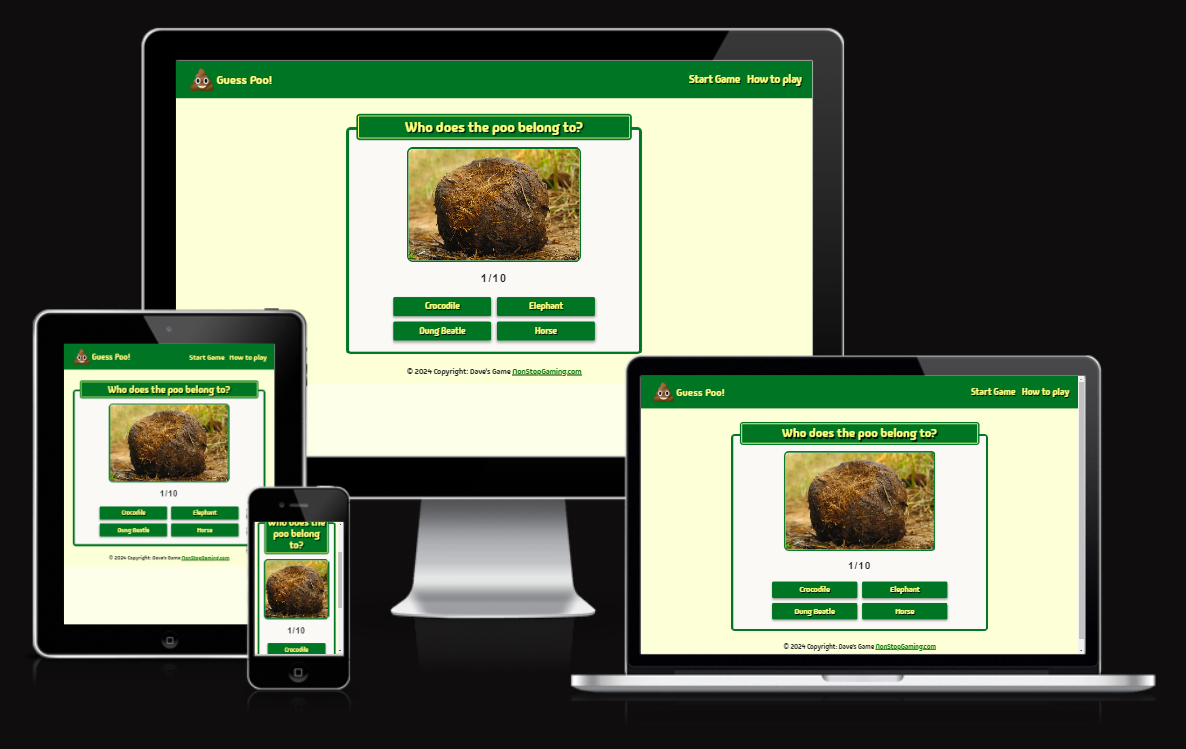 Guess Poo!
Start Game How to play
Who does the poo belong to?
1/10
Crocodile Elephant
Dung Beatle Horse
© 2024 Copyright: Dave's Game NonStopGaming.com
Guess Poo!
Start Game How to play
Who does the poo belong to?
1/10
Crocodile Elephant
Dung Beatle Horse
© 2024 Copyright: Dave's Game NonStopGaming.com
Who does the
poo belong
to?
1/10
Crocodile
Guess Poo!
Start Game How to play
Who does the poo belong to?
1/10
Crocodile Elephant
Dung Beatle Horse
© 2024 Copyright: Dave's Game NonStopGaming.com